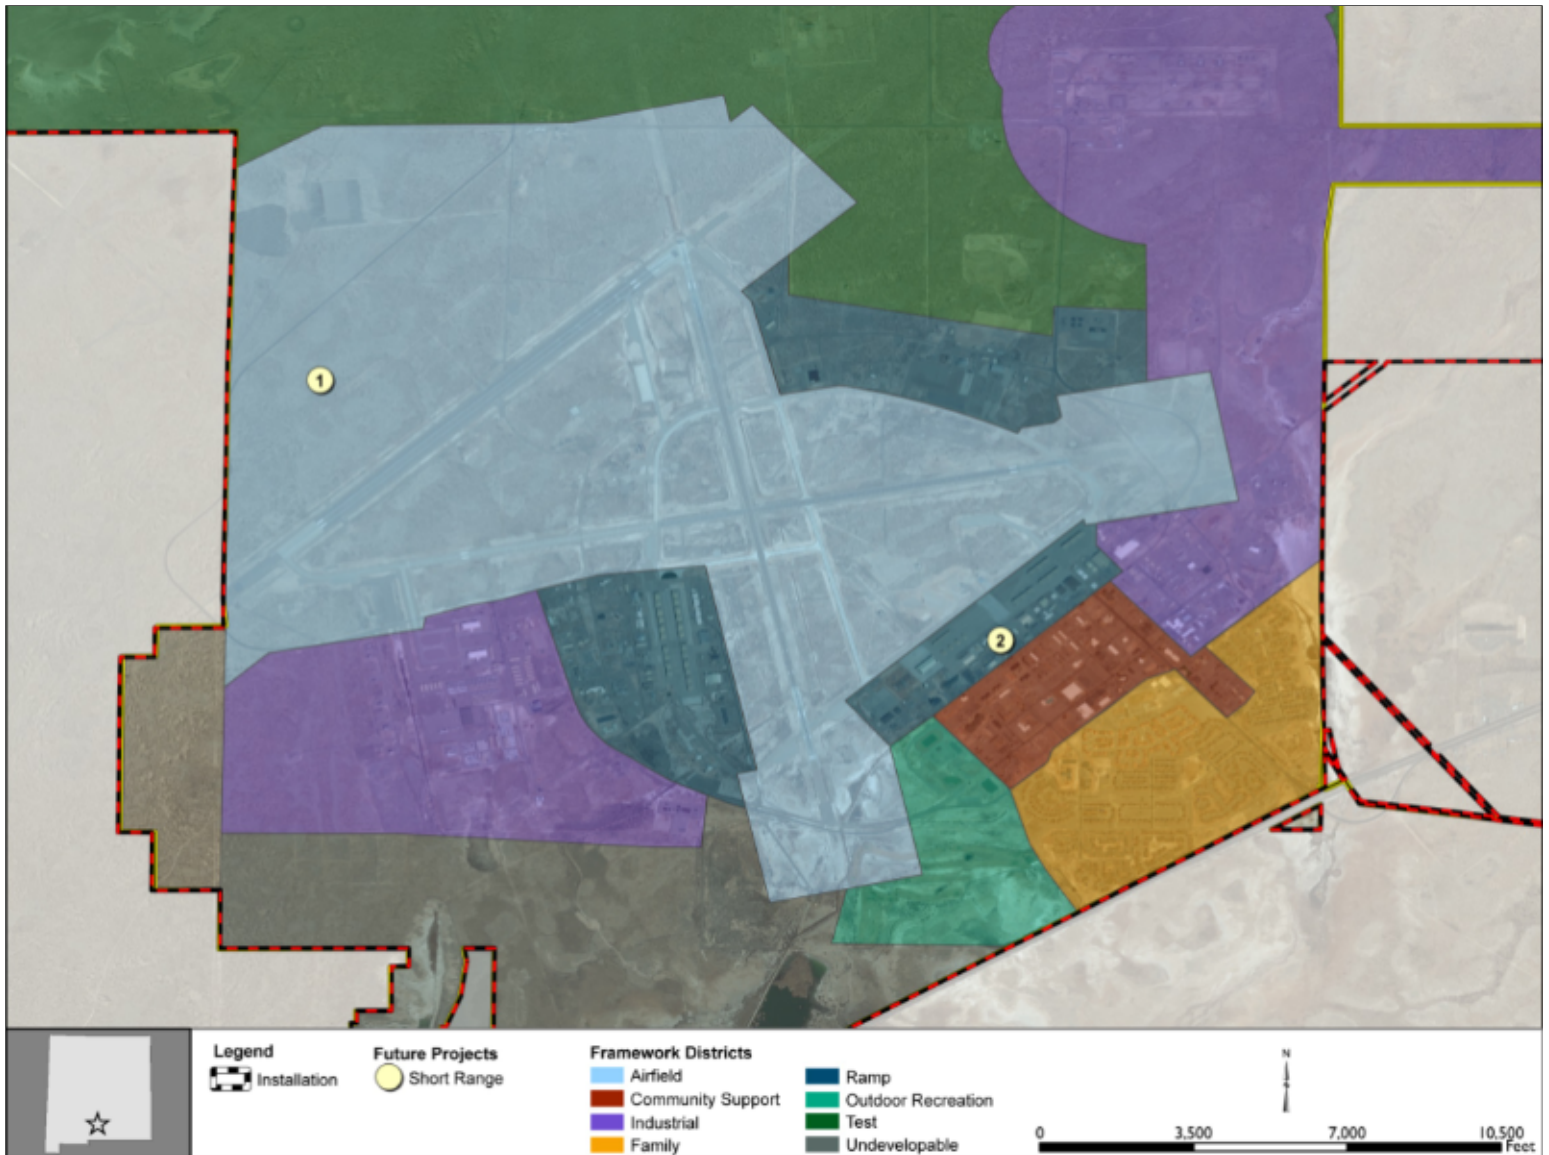 1
2
Legend
Installation
Future Projects
Short Range
Framework Districts
Airfield
Community Support
Industrial
Family
Ramp
Outdoor Recreation
Test
Undevelopable
N
0 3,500 7,000 10,500
Feet